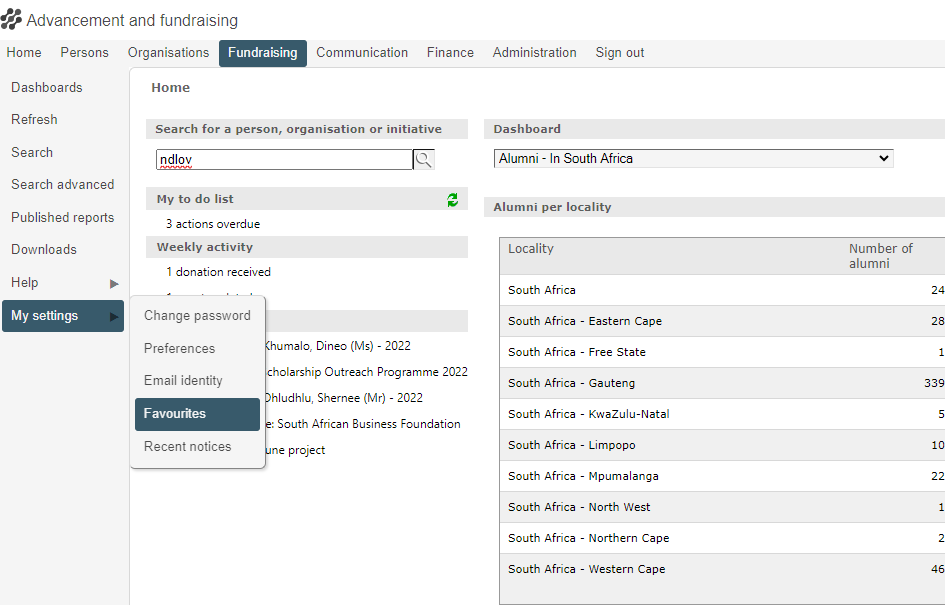 Advancement and fundraising
Home Persons Organisations Fundraising Communication Finance Administration Sign out
Dashboards
Refresh
Search
Search advanced
Published reports
Downloads
Help
My settings
Change password
Preferences
Email identity
Favourites
Recent notices
Home
Search for a person, organisation or initiative
ndlov
My to do list
3 actions overdue
Weekly activity
1 donation received
Khumalo, Dineo (Ms) - 2022
Scholarship Outreach Programme 2022
Dhludhlu, Shernee (Mr) - 2022
e: South African Business Foundation
une project
Dashboard
Alumni - In South Africa
Alumni per locality
Locality Number of
alumni
South Africa 24
South Africa - Eastern Cape 28
South Africa - Free State 1
South Africa - Gauteng 339
South Africa - KwaZulu-Natal 5
South Africa - Limpopo 10
South Africa - Mpumalanga 22
South Africa - North West 1
South Africa - Northern Cape 2
South Africa - Western Cape 46